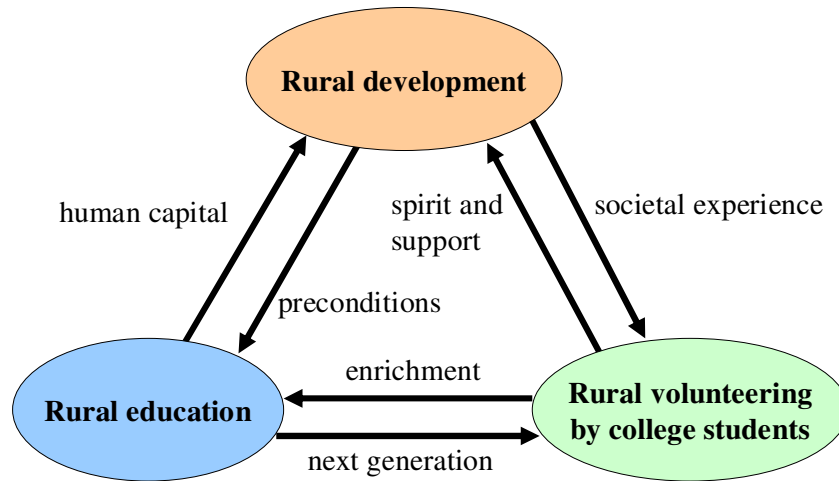 Rural development
human capital
spirit and
support
societal experience
preconditions
enrichment
Rural education
Rural volunteering
by college students
next generation